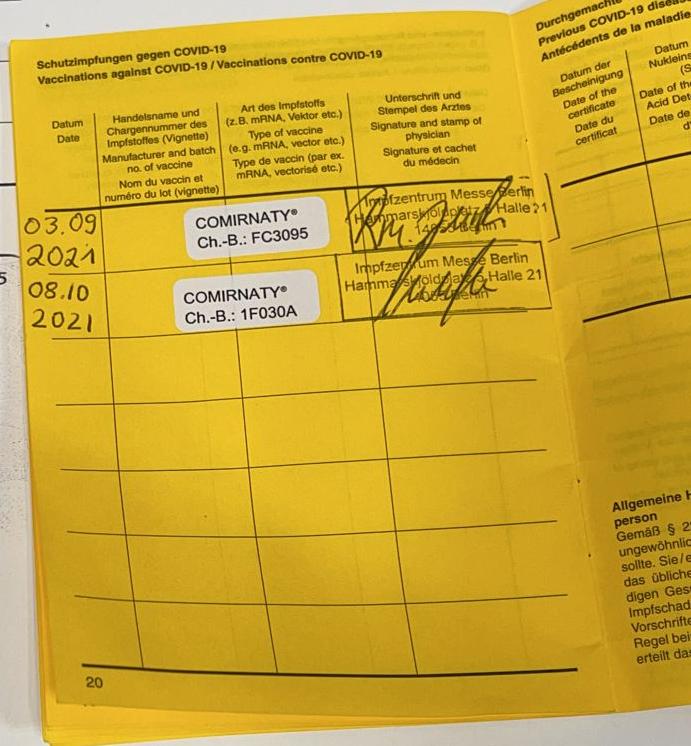 Schutzimpfungen gegen COVID-19
Vaccinations against COVID-19 / Vaccinations contre COVID-19
Datum
Date
Handelsname und
Chargennummer des
Impfstoffes (Vignette)
Manufacturer and batch
no. of vaccine
Nom du vaccin et
numéro du lot (vignette)
Art des Impfstoffs
(z.B. mRNA, Vektor etc.)
Type of vaccine
(e.g. mRNA, vector etc.)
Type de vaccin (par ex.
mRNA, vectorisé etc.)
Unterschrift und
Stempel des Arztes
Signature and stamp of
physician
Signature et cachet
du médecin
03.09
2021
COMIRNATY®
Ch.-B.: FC3095
Impfzentrum Messe Berlin
Hammarskjöldplatz Halle 21
Berlin
08.10
2021
COMIRNATY®
Ch.-B.: 1F030A
Impfzentrum Messe Berlin
Hammarskjöldplatz Halle 21
Berlin
20
Durchgemachte
Previous COVID-19
Antécédents de la maladie
Datum der
Bescheinigung
Date of the
certificate
Date du
certificat
Datum
Date of the
Acid
Date de
Allgemeine
person
Gemäß §
sollte. Sie/
das
digen
Regel bei
erteilt